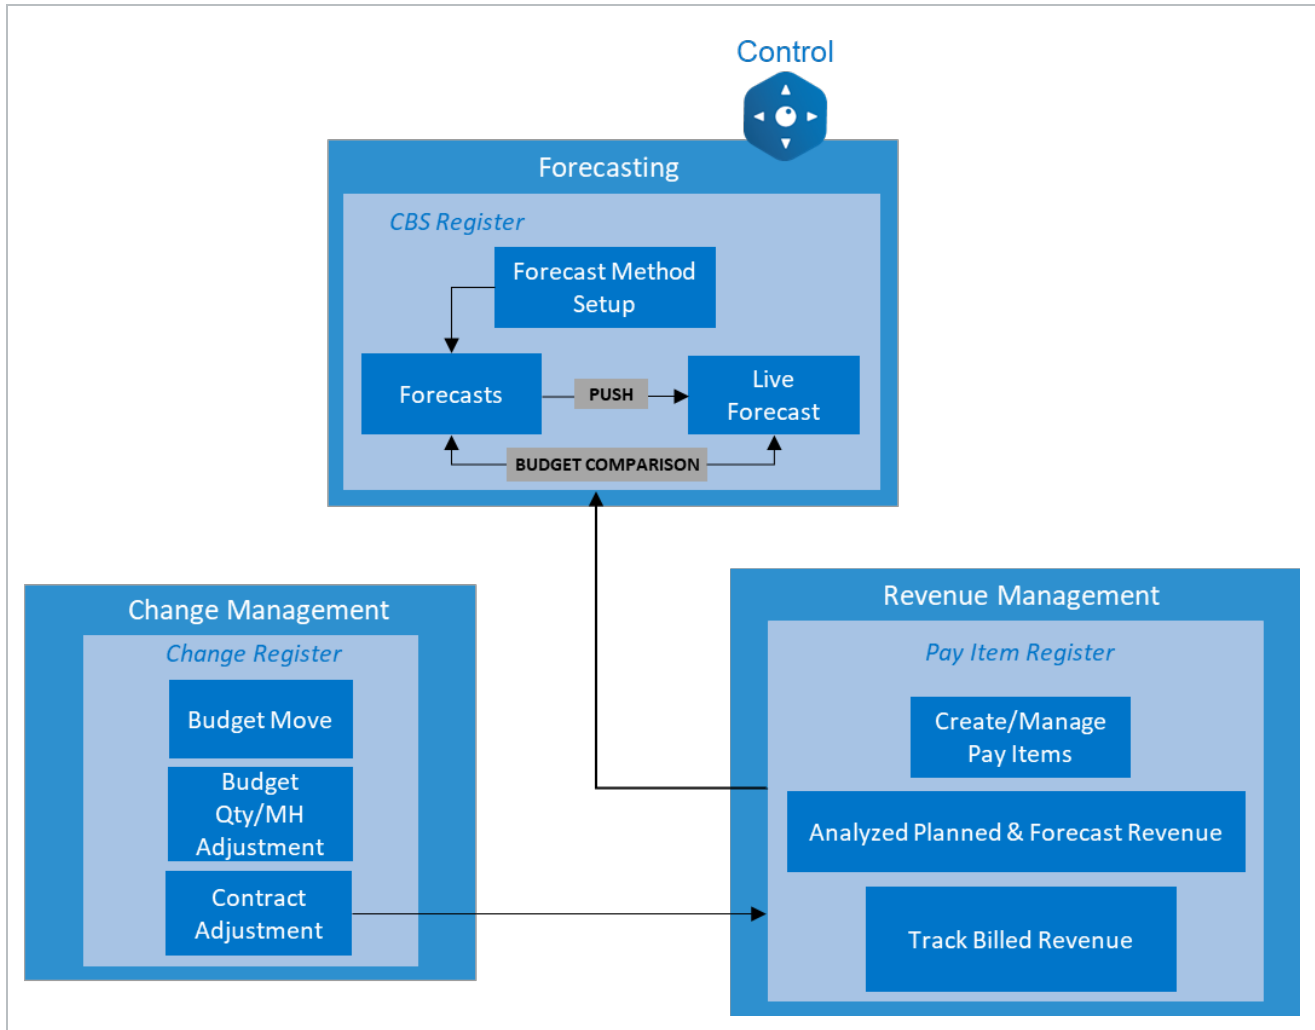 Control
Forecasting
CBS Register
Forecast Method
Setup
Forecasts
PUSH
Live
Forecast
BUDGET COMPARISON
Change Management
Change Register
Budget Move
Budget
Qty/MH
Adjustment
Contract
Adjustment
Revenue Management
Pay Item Register
Create/Manage
Pay Items
Analyzed Planned & Forecast Revenue
Track Billed Revenue